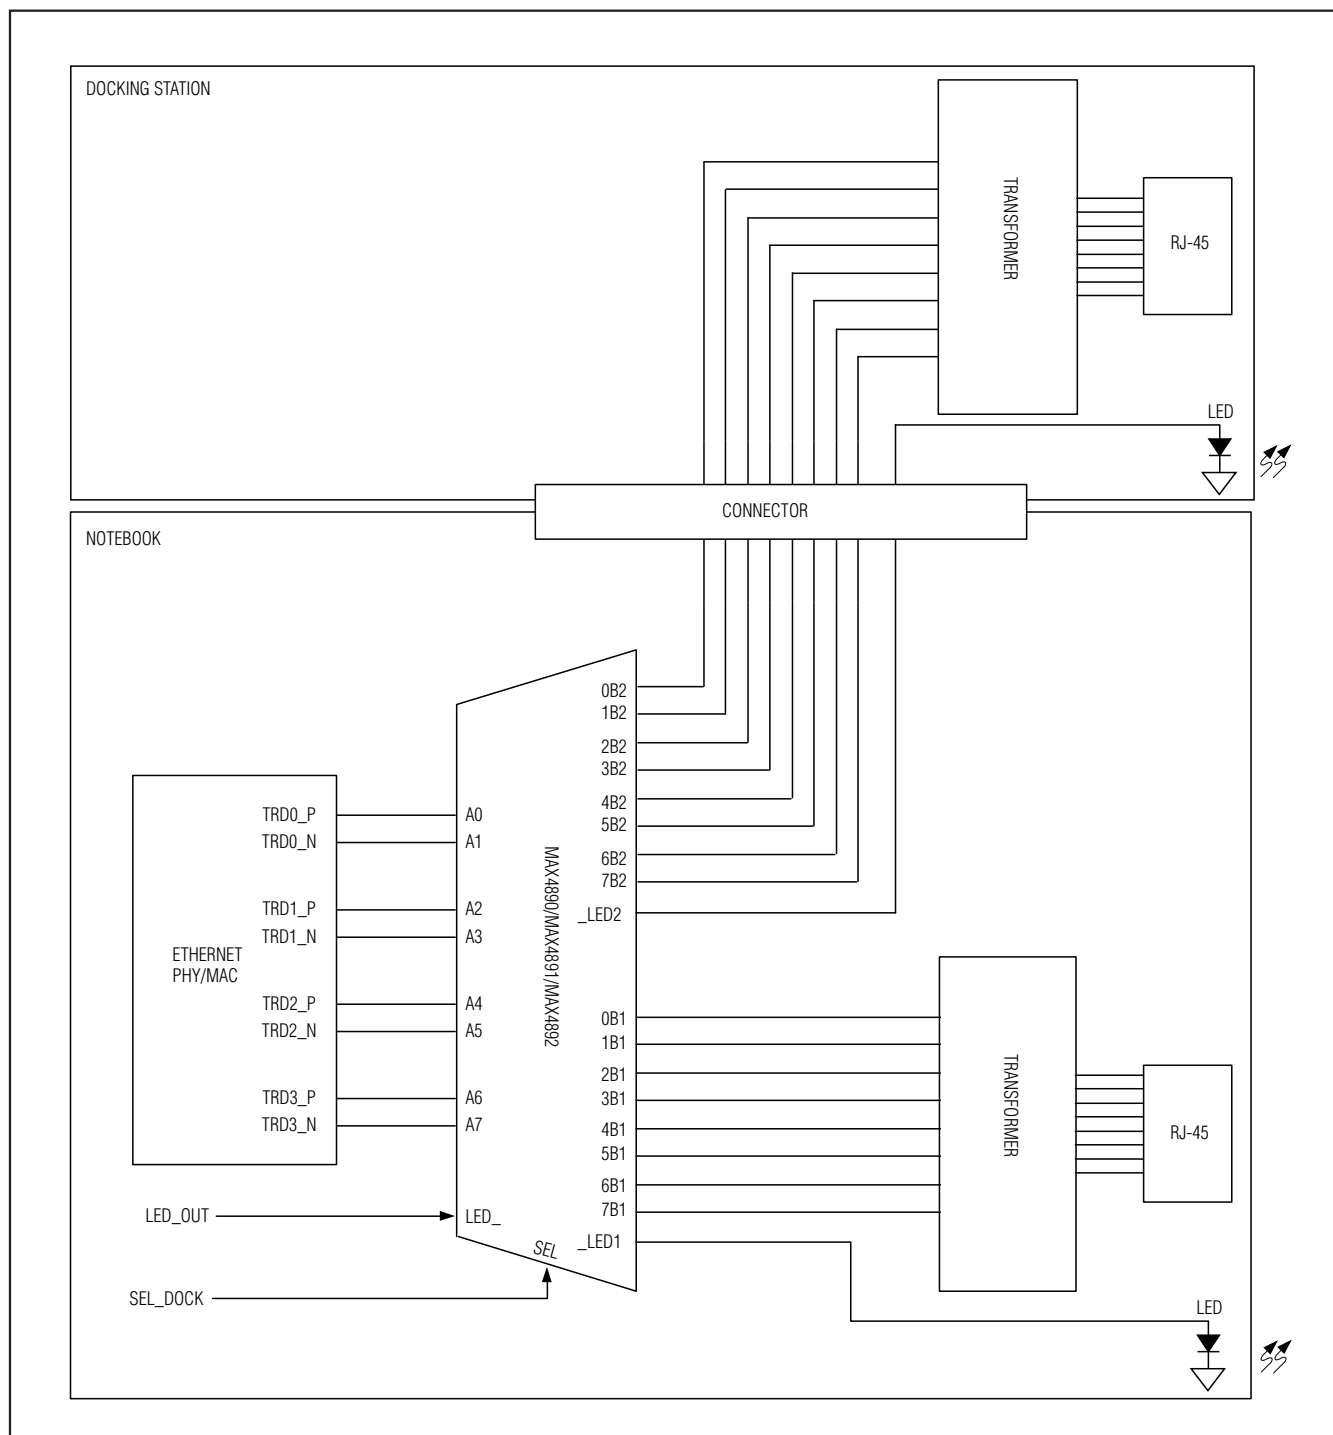 DOCKING STATION
TRANSFORMER
RJ-45
LED
CONNECTOR
NOTEBOOK
0B2
1B2
2B2
3B2
4B2
5B2
6B2
7B2
_LED2
TRD0_P
TRD0_N
TRD1_P
TRD1_N
TRD2_P
TRD2_N
TRD3_P
TRD3_N
ETHERNET
PHY/MAC
A0
A1
A2
A3
A4
A5
A6
A7
MAX4890/MAX4891/MAX4892
0B1
1B1
2B1
3B1
4B1
5B1
6B1
7B1
_LED1
TRANSFORMER
RJ-45
LED_OUT
LED_
SEL
SEL_DOCK
LED